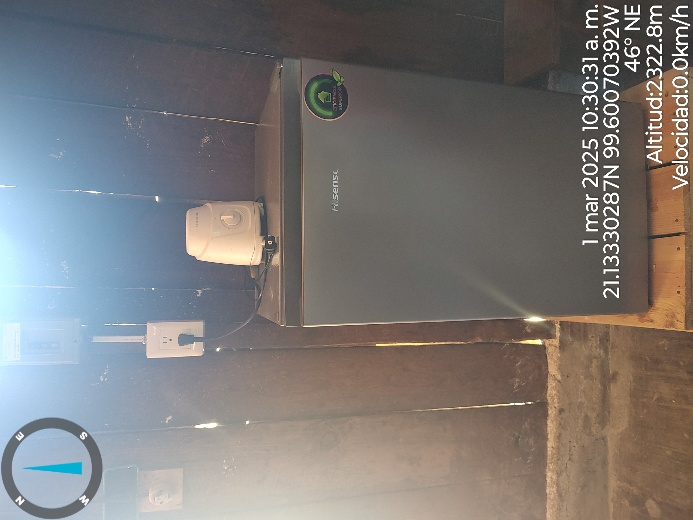 Hisense
1 mar 2025 10:30:31 a. m.
21.13330287N 99.60070392W
46° NE
Altitud:2322.8m
Velocidad:0.0km/h
N
E
S
W